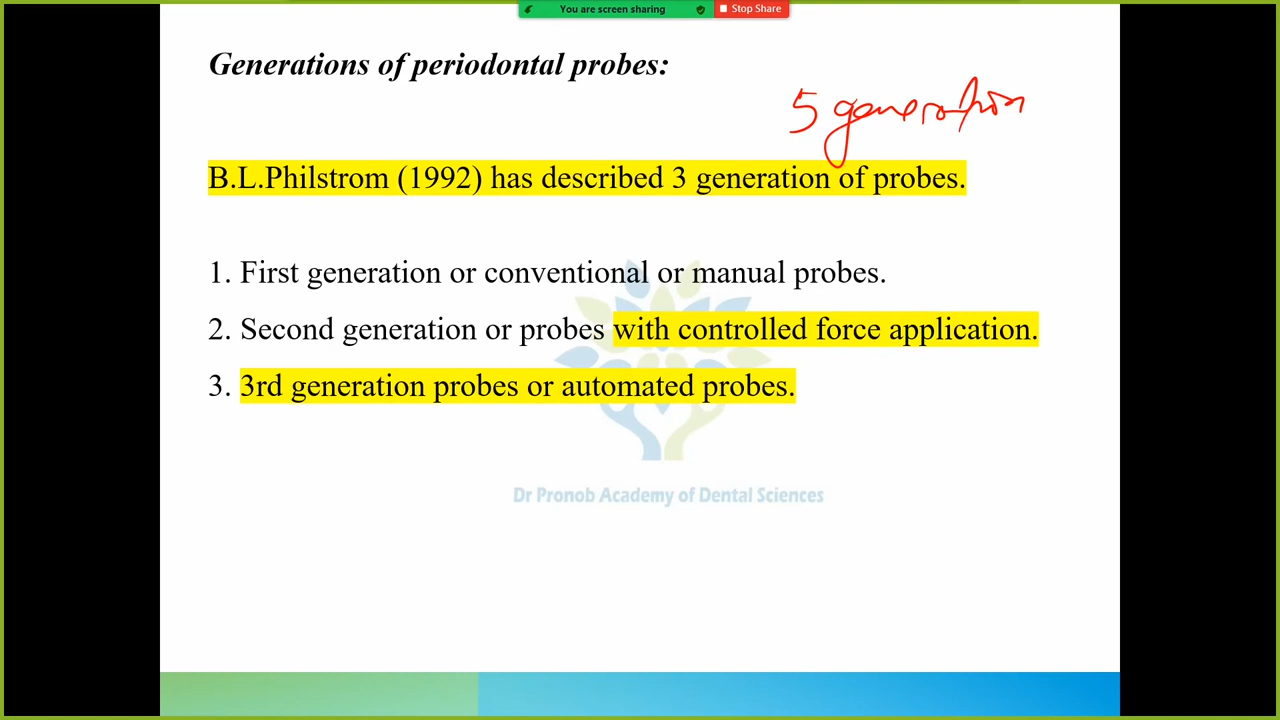 You are screen sharing Stop Share
Generations of periodontal probes:
5 generation
B.L.Philstrom (1992) has described 3 generation of probes.
1. First generation or conventional or manual probes.
2. Second generation or probes with controlled force application.
3. 3rd generation probes or automated probes.
Dr Pronob Academy of Dental Sciences